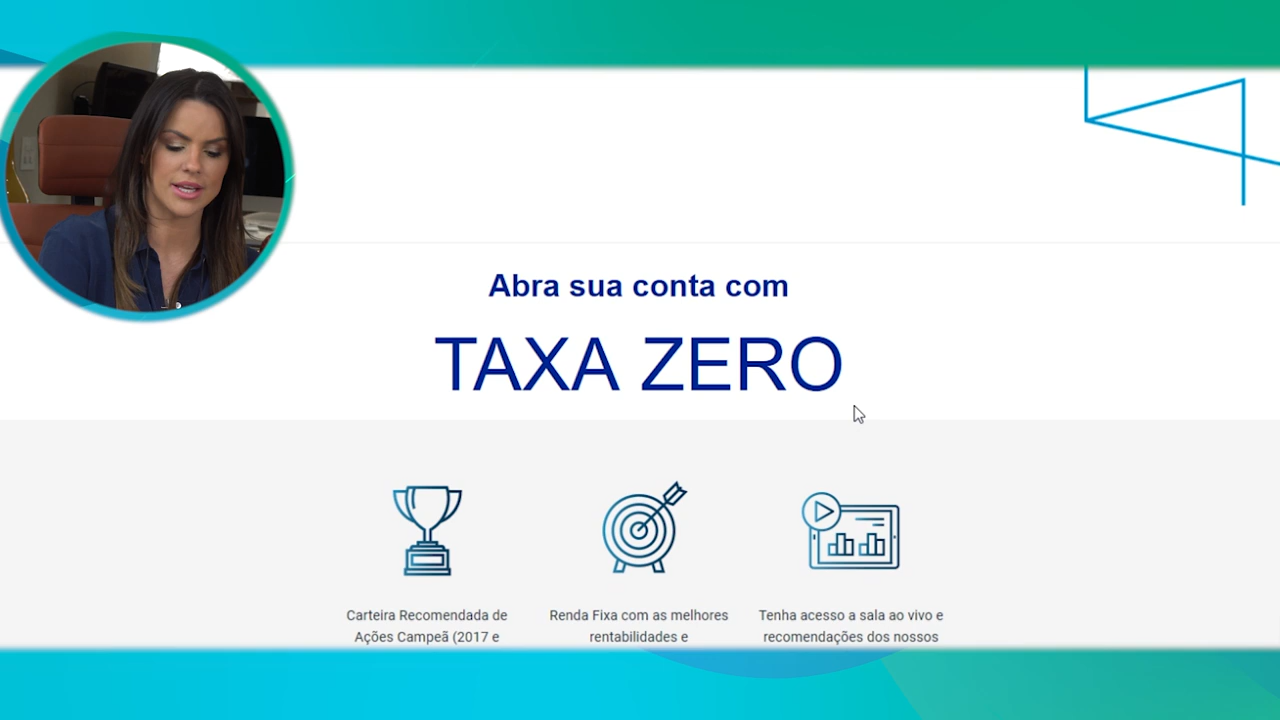 Abra sua conta com
TAXA ZERO
Carteira Recomendada de
Ações Campeã (2017 e
Renda Fixa com as melhores
rentabilidades e
Tenha acesso a sala ao vivo e
recomendações dos nossos